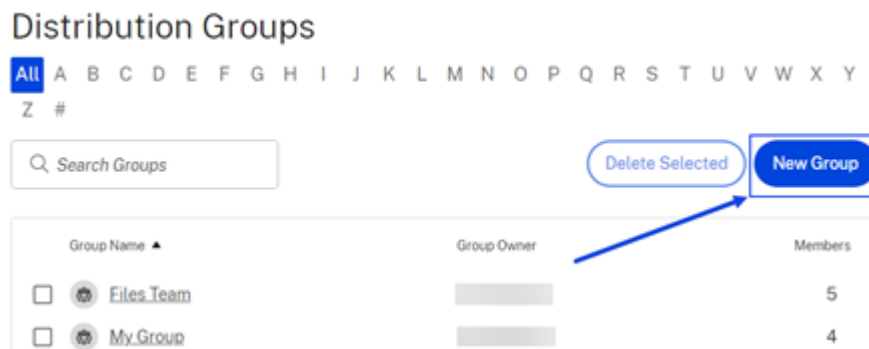 Distribution Groups
All A B C D E F G H I J K L M N O P Q R S T U V W X Y
Z #
Search Groups Delete Selected New Group
Group Name ▲ Group Owner Members
Files Team 5
My Group 4